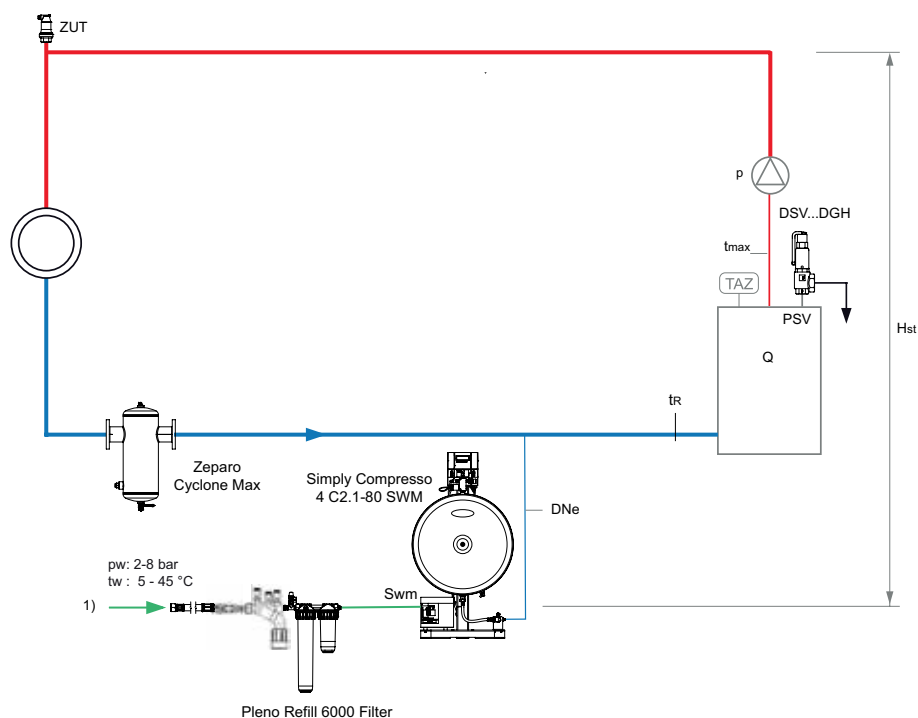 ZUT
p
DSV...DGH
tmax
TAZ
PSV
Hst
Q
tR
Zeparo
Cyclone Max
Simply Compresso
4 C2.1-80 SWM
DNe
pw: 2-8 bar
tw : 5 - 45 °C
Swm
1)
Pleno Refill 6000 Filter